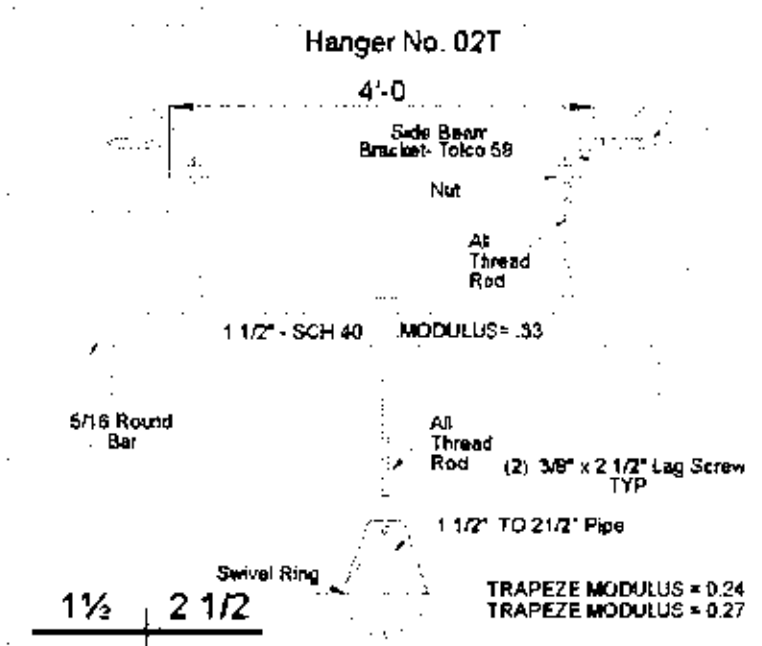 Hanger No. 02T
4'-0
Side Beam
Bracket- Tolco 58
Nut
All
Thread
Rod
1 1/2" - SCH 40 MODULUS= .33
5/16 Round
Bar
All
Thread
Rod
(2) 3/8" x 2 1/2" Lag Screw
TYP
1 1/2" TO 21/2" Pipe
Swivel Ring
TRAPEZE MODULUS = 0.24
TRAPEZE MODULUS = 0.27
1½ 2 1/2